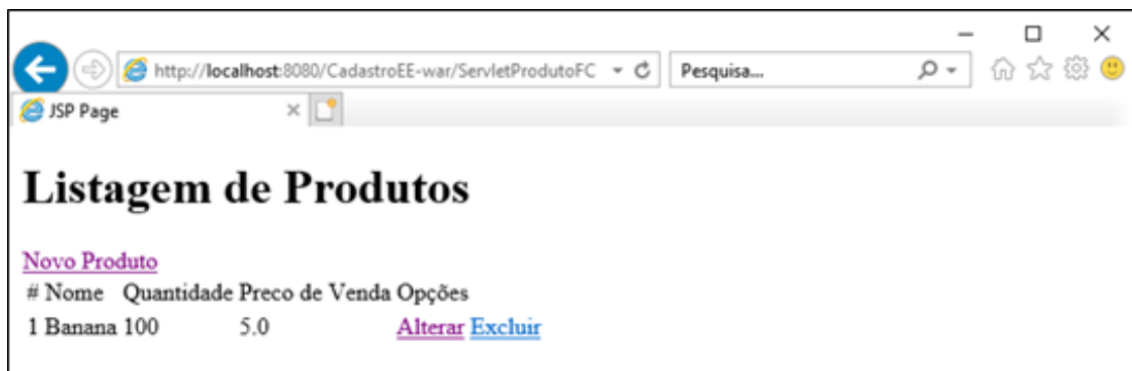 http://localhost:8080/CadastroEE-war/ServletProdutoFC Pesquisa...
JSP Page
Listagem de Produtos
Novo Produto
# Nome Quantidade Preco de Venda Opções
1 Banana 100 5.0 Alterar Excluir